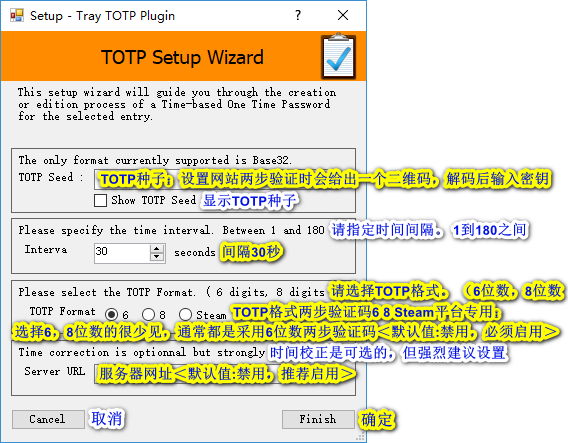 Setup - Tray TOTP Plugin
TOTP Setup Wizard
This setup wizard will guide you through the creation
or edition process of a Time-based One Time Password
for the selected entry.
The only format currently supported is Base32.
TOTP Seed : TOTP种子；设置网站两步验证时会给出一个二维码，解码后输入密钥
Show TOTP Seed 显示TOTP种子
Please specify the time interval. Between 1 and 180 请指定时间间隔。1到180之间
Interva 30 seconds 间隔30秒
Please select the TOTP Format. ( 6 digits, 8 digits 请选择TOTP格式。（6位数，8位数
TOTP Format 6 8 Steam TOTP格式两步验证码6 8 Steam平台专用；
选择6，8位数的很少见，通常都是采用6位数两步验证码＜默认值:禁用，必须启用＞
Time correction is optionnal but strongly 时间校正是可选的，但强烈建议设置
Server URL 服务器网址＜默认值:禁用，推荐启用＞
Cancel 取消 Finish 确定